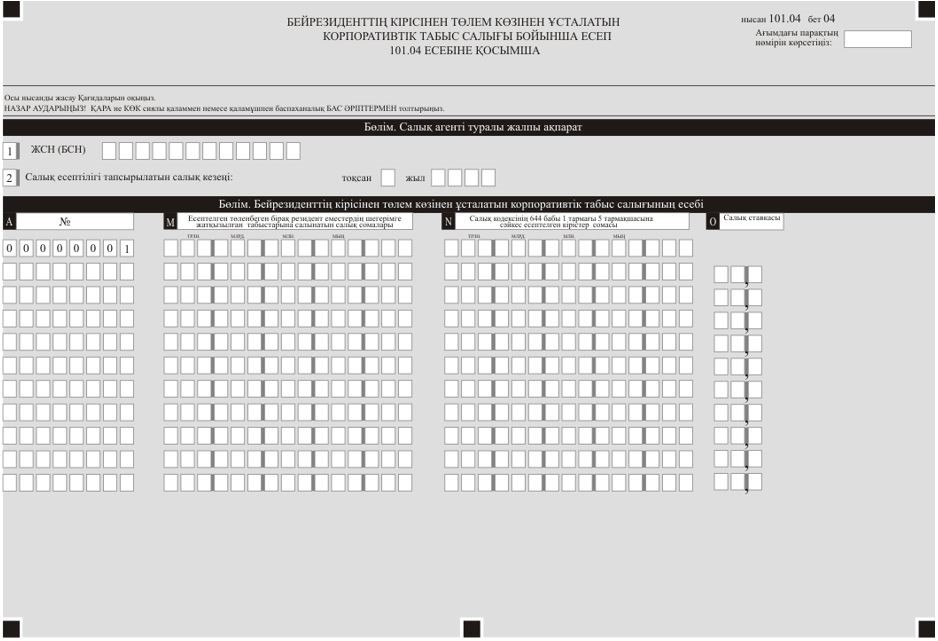 БЕЙРЕЗИДЕНТТІҢ КІРІСІНЕН ТӨЛЕМ КӨЗІНЕН ҰСТАЛАТЫН
КОРПОРАТИВТІК ТАБЫС САЛЫҒЫ БОЙЫНША ЕСЕП
101.04 ЕСЕБІНЕ ҚОСЫМША
нысан 101.04 бет 04
Ағымдағы парақтың
нөмірін көрсетіңіз:
Осы нысанды жасау Қағидаларын оқыңыз.
НАЗАР АУДАРЫҢЫЗ! ҚАРА не КӨК сиялы қаламмен немесе қаламұшпен баспаханалық БАС ӘРІПТЕРМЕН толтырыңыз.
Бөлім. Салық агенті туралы жалпы ақпарат
1 ЖСН (БСН)
2 Салық есептілігі тапсырылатын салық кезеңі: тоқсан жыл
Бөлім. Бейрезиденттің кірісінен төлем көзінен ұсталатын корпоративтік табыс салығының есебі
A №
M Есептелген төленбеген бірақ резидент еместердің шегерімге
жатқызылған табыстарына салынатын салық сомалары
N Салық кодексінің 644 бабы 1 тармағы 5 тармақшасына
сәйкес есептелген кірістер сомасы
O Салық ставкасы
трлн. млрд. млн. мың. трлн. млрд. млн. мың.
0 0 0 0 0 0 0 1